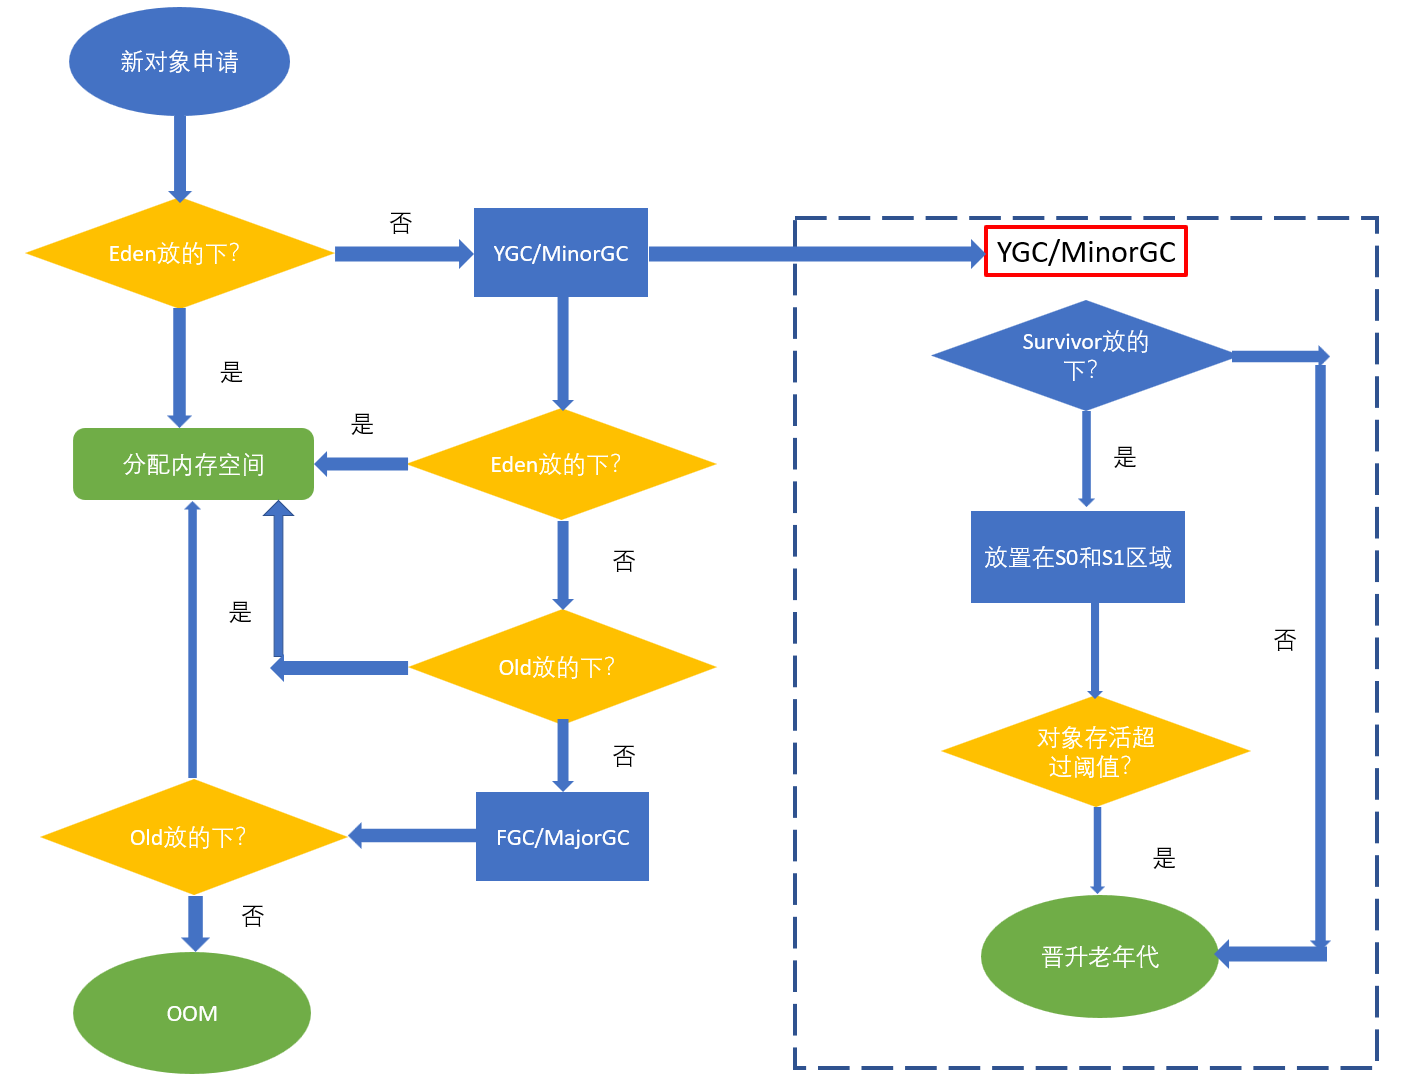 新对象申请
Eden放的下？
否
YGC/MinorGC
YGC/MinorGC
Survivor放的
下？
是
是
分配内存空间
Eden放的下？
是
否
放置在S0和S1区域
是
Old放的下？
否
对象存活超
过阈值？
否
Old放的下？
FGC/MajorGC
是
否
晋升老年代
OOM